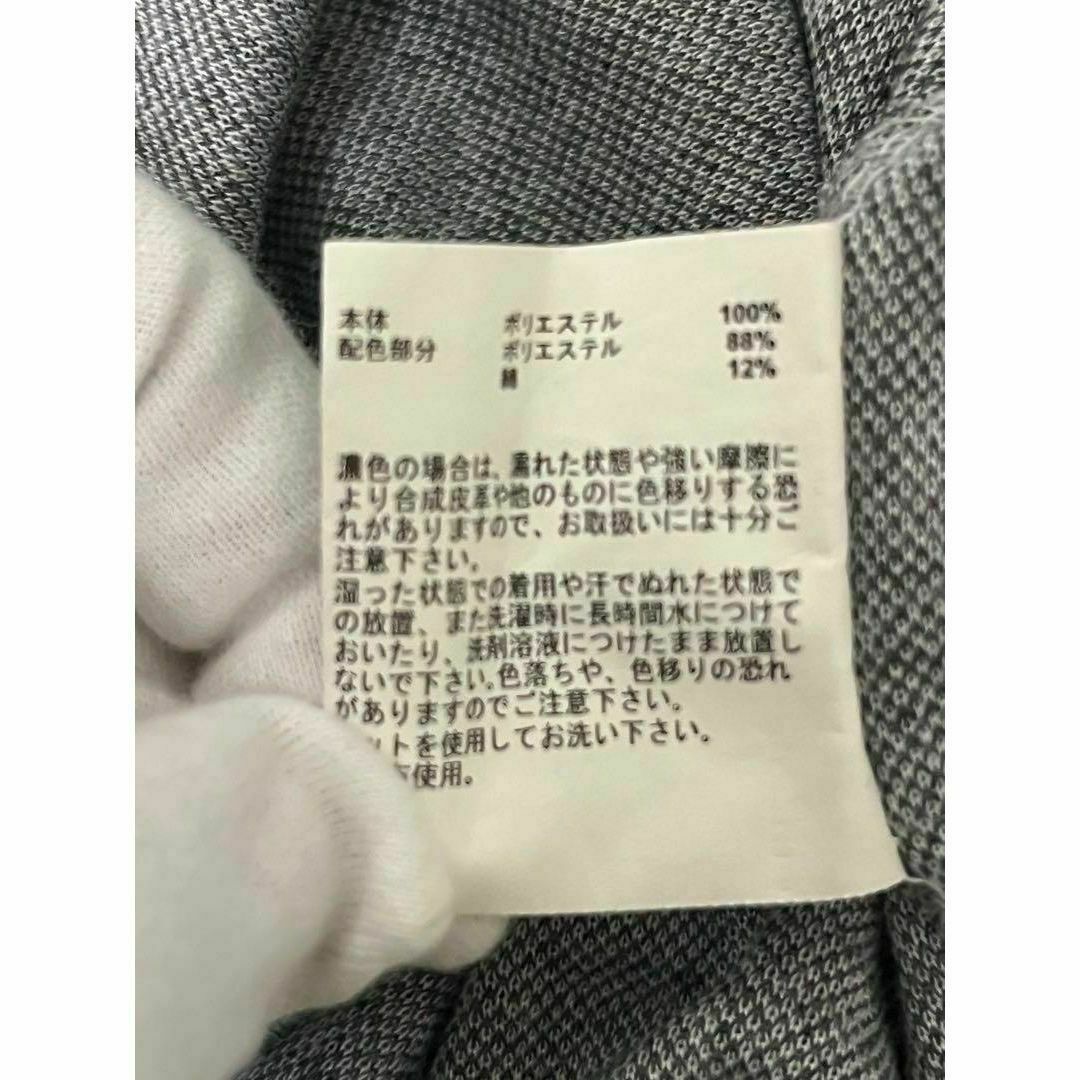 本体 ポリエステル 100%
配色部分 ポリエステル 88%
綿 12%
濃色の場合は、濡れた状態や強い摩擦に
より合成皮革や他のものに色移りする恐
れがありますので、お取扱いには十分ご
注意下さい。
湿った状態での着用や汗でぬれた状態で
の放置、また洗濯時に長時間水につけて
おいたり、洗剤溶液につけたまま放置し
ないで下さい。色落ちや、色移りの恐れ
がありますのでご注意下さい。
ットを使用してお洗い下さい。
使用。